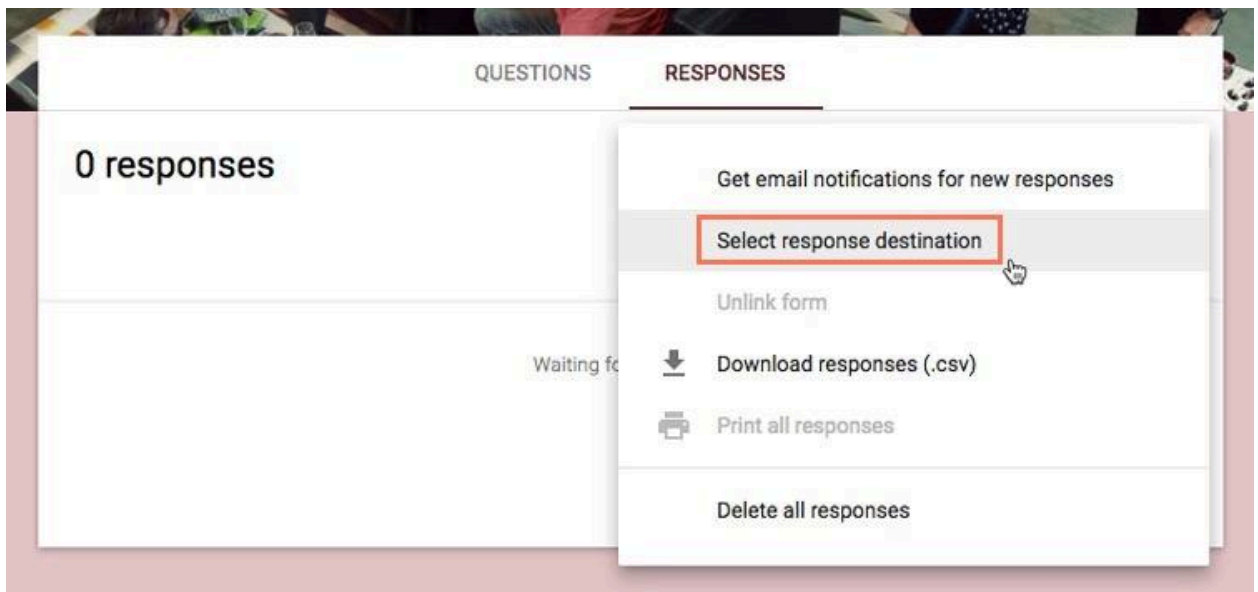 QUESTIONS RESPONSES
0 responses
Get email notifications for new responses
Select response destination
Unlink form
Waiting
Download responses (.csv)
Print all responses
Delete all responses